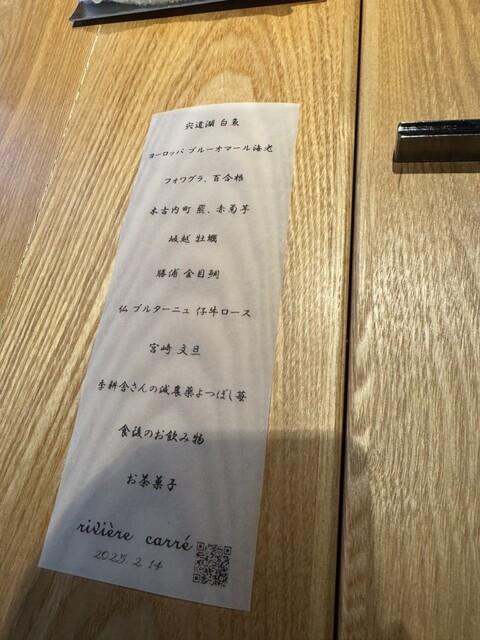 宍道湖 白魚
ヨーロッパ ブルーオマール海老
フォワグラ、百合根
木古内町 羆、赤菊芋
坂越 牡蠣
勝浦 金目鯛
仏 ブルターニュ 仔牛ロース
宮崎 文旦
李耕舎さんの減農薬よつぼし苺
食後のお飲み物
お茶菓子
rivière carré
2025. 2 14